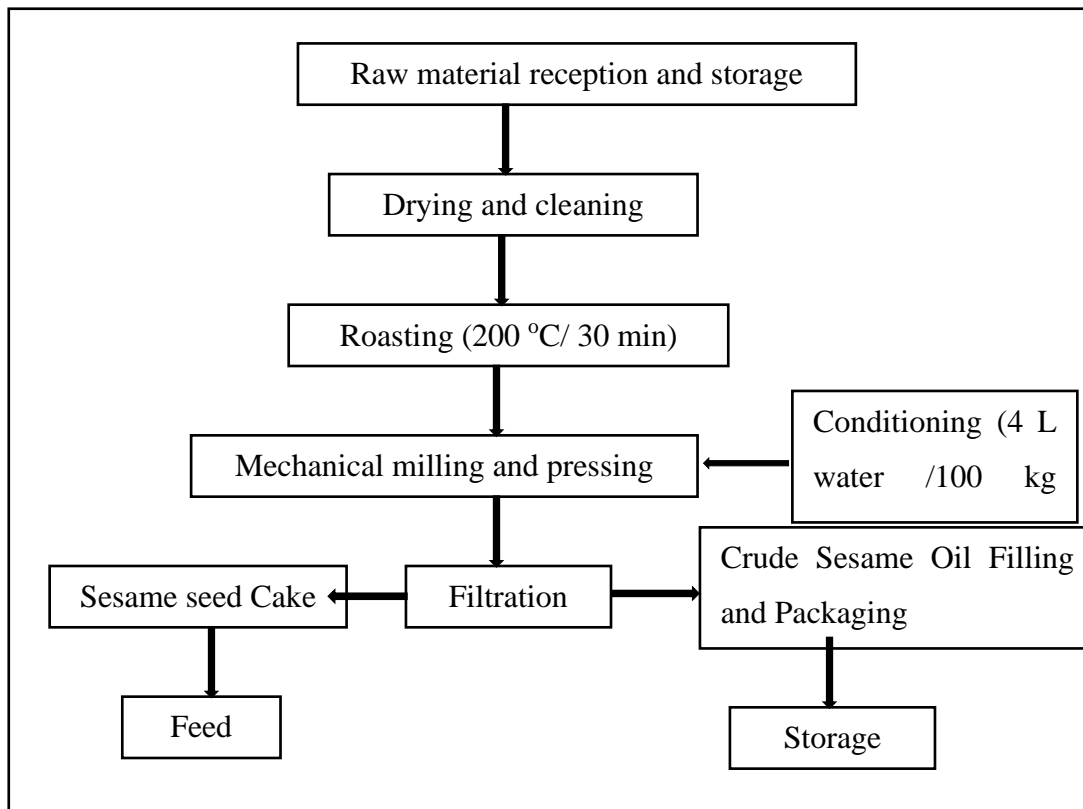 Raw material reception and storage
Drying and cleaning
Roasting (200 °C/ 30 min)
Conditioning (4 L
water /100 kg
Mechanical milling and pressing
Crude Sesame Oil Filling
and Packaging
Sesame seed Cake
Filtration
Feed
Storage